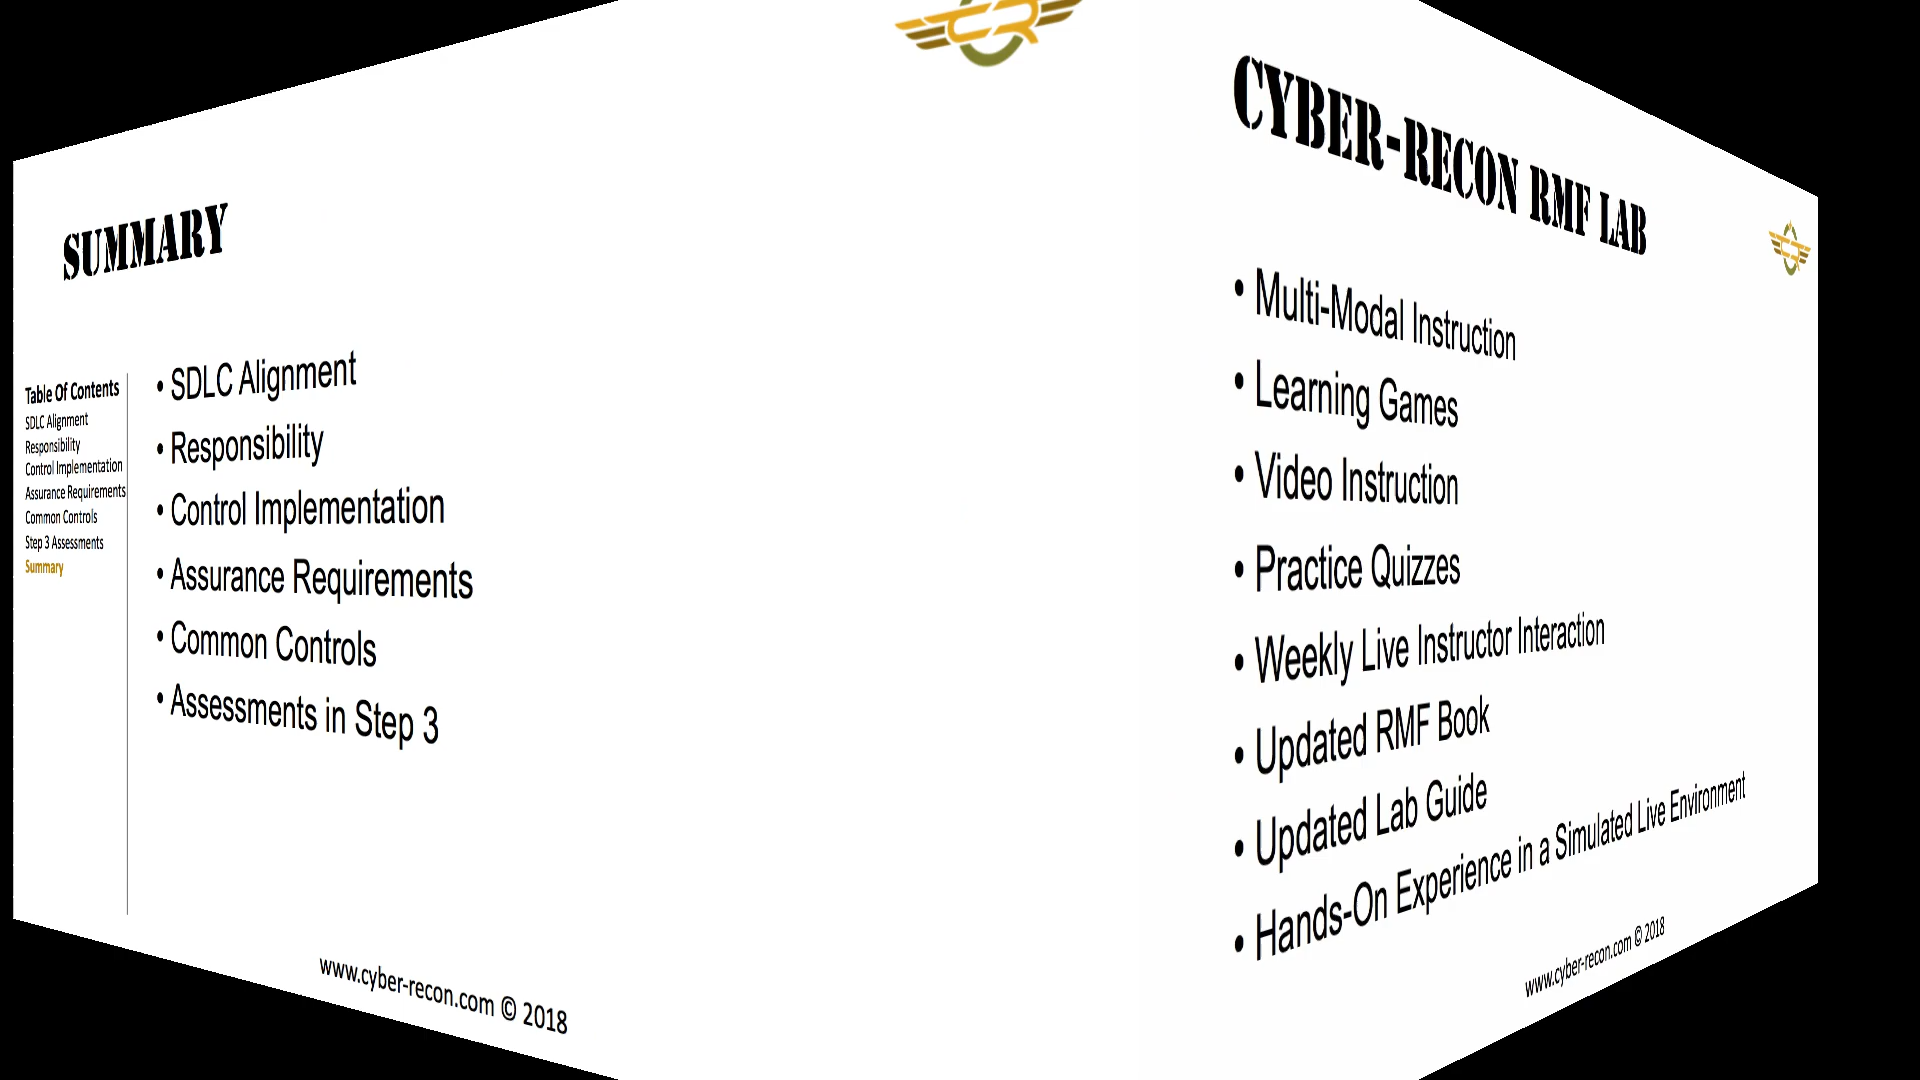 SUMMARY
Table Of Contents
SDLC Alignment
Responsibility
Control Implementation
Assurance Requirements
Common Controls
Step 3 Assessments
Summary
• SDLC Alignment
• Responsibility
• Control Implementation
• Assurance Requirements
• Common Controls
• Assessments in Step 3
www.cyber-recon.com © 2018
CR
CYBER-RECON RMF LAB
• Multi-Modal Instruction
• Learning Games
• Video Instruction
• Practice Quizzes
• Weekly Live Instructor Interaction
• Updated RMF Book
• Updated Lab Guide
• Hands-On Experience in a Simulated Live Environment
www.cyber-recon.com © 2018